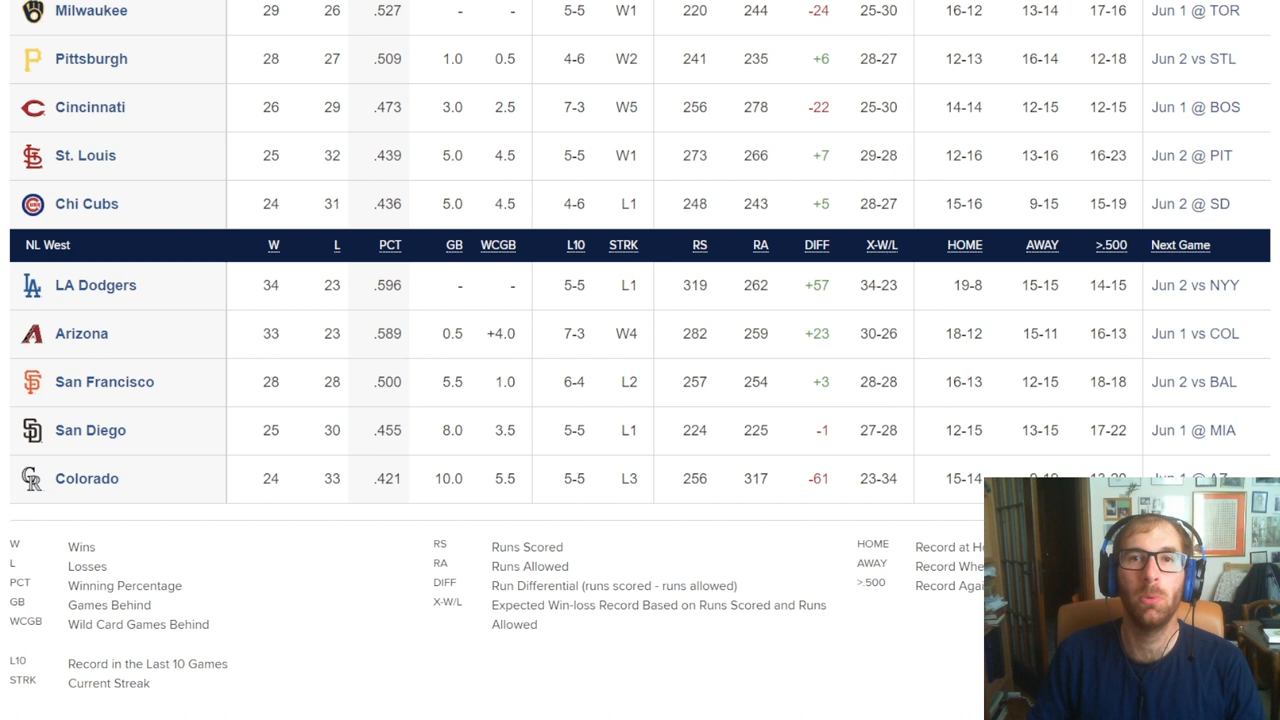 Milwaukee 29 26 .527 - - 5-5 W1 220 244 -24 25-30 16-12 13-14 17-16 Jun 1 @ TOR
Pittsburgh 28 27 .509 1.0 0.5 4-6 W2 241 235 +6 28-27 12-13 16-14 12-18 Jun 2 vs STL
Cincinnati 26 29 .473 3.0 2.5 7-3 W5 256 278 -22 25-30 14-14 12-15 12-15 Jun 1 @ BOS
St. Louis 25 32 .439 5.0 4.5 5-5 W1 273 266 +7 29-28 12-16 13-16 16-23 Jun 2 @ PIT
Chi Cubs 24 31 .436 5.0 4.5 4-6 L1 248 243 +5 28-27 15-16 9-15 15-19 Jun 2 @ SD
NL West W L PCT GB WCGB L10 STRK RS RA DIFF X-W/L HOME AWAY >.500 Next Game
LA Dodgers 34 23 .596 - - 5-5 L1 319 262 +57 34-23 19-8 15-15 14-15 Jun 2 vs NYY
Arizona 33 23 .589 0.5 +4.0 7-3 W4 282 259 +23 30-26 18-12 15-11 16-13 Jun 1 vs COL
San Francisco 28 28 .500 5.5 1.0 6-4 L2 257 254 +3 28-28 16-13 12-15 18-18 Jun 2 vs BAL
San Diego 25 30 .455 8.0 3.5 5-5 L1 224 225 -1 27-28 12-15 13-15 17-22 Jun 1 @ MIA
Colorado 24 33 .421 10.0 5.5 5-5 L3 256 317 -61 23-34 15-14
W Wins RS Runs Scored HOME Record at
L Losses RA Runs Allowed AWAY Record
PCT Winning Percentage DIFF Run Differential (runs scored - runs allowed) >.500 Record
GB Games Behind X-W/L Expected Win-loss Record Based on Runs Scored and Runs
WCGB Wild Card Games Behind Allowed
L10 Record in the Last 10 Games
STRK Current Streak